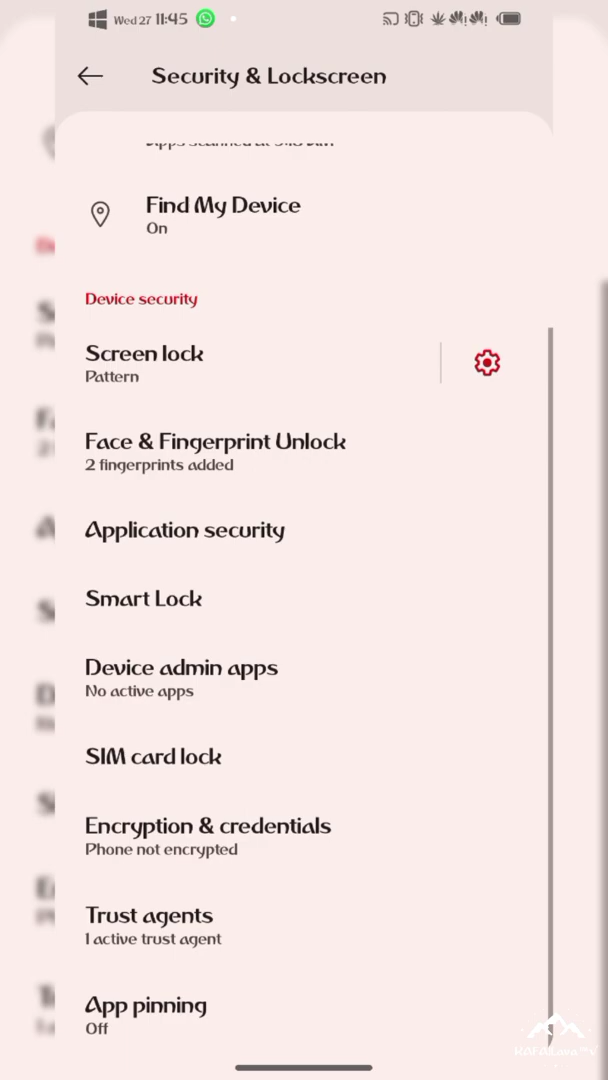 Wed 27 11:45
Security & Lockscreen
Find My Device
On
Device security
Screen lock
Pattern
Face & Fingerprint Unlock
2 fingerprints added
Application security
Smart Lock
Device admin apps
No active apps
SIM card lock
Encryption & credentials
Phone not encrypted
Trust agents
1 active trust agent
App pinning
Off